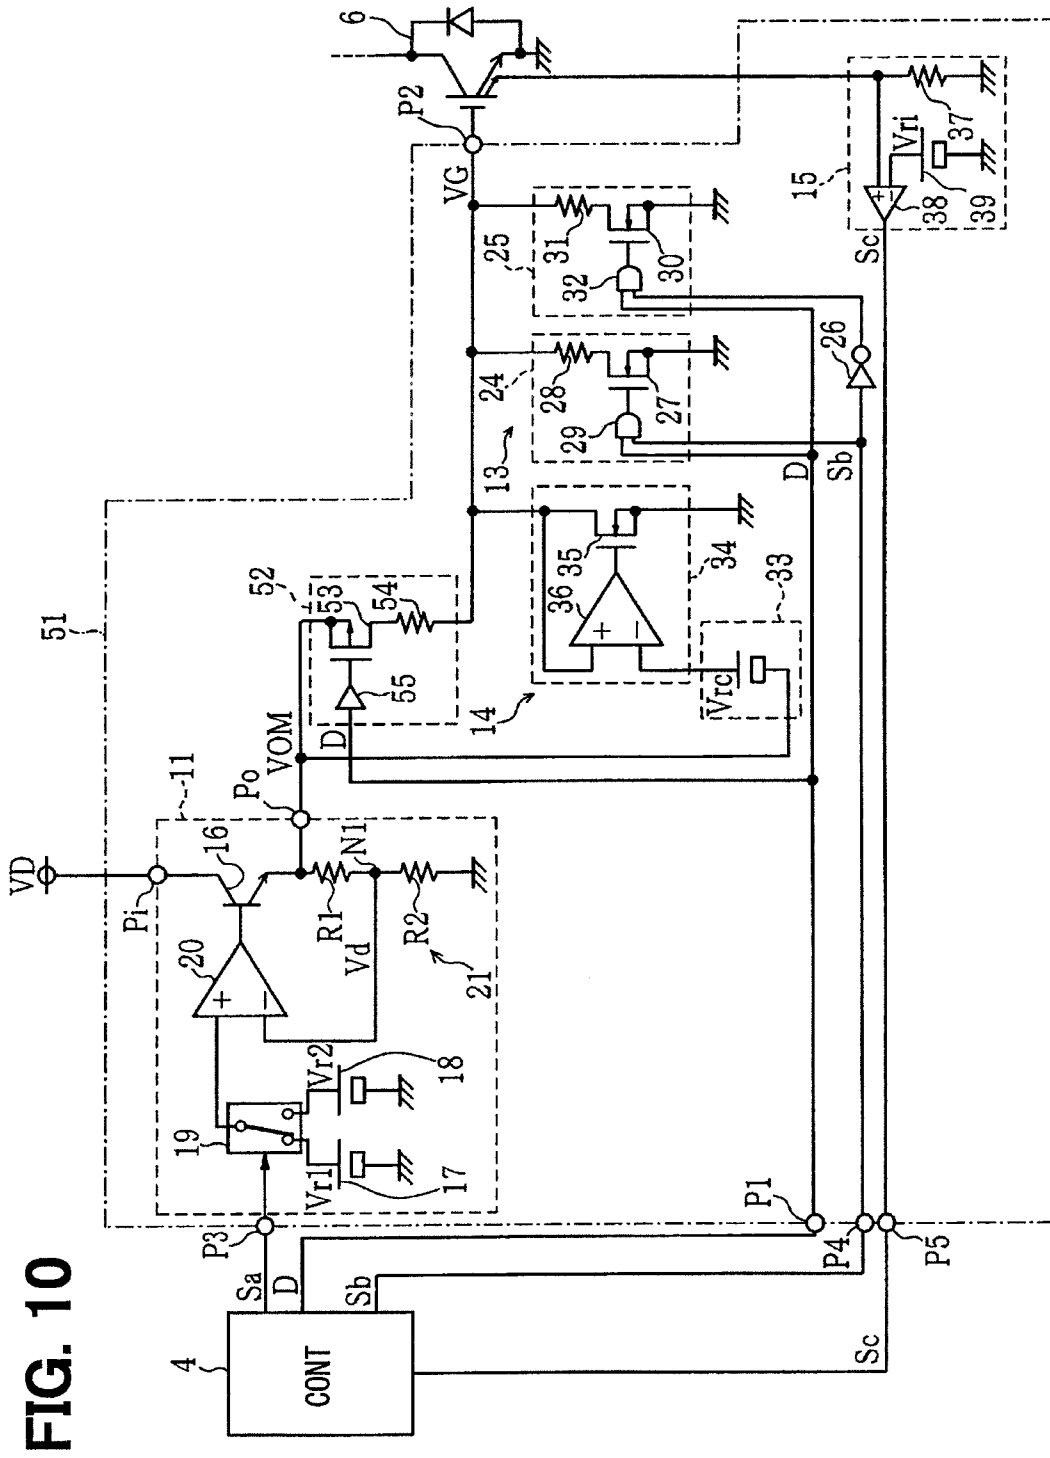 FIG. 10
4
CONT
Sa
D
Sb
Sc
P3
P1
P4
P5
51
VD
Pi
11
19
Vr1
17
Vr2
18
20
+
−
16
R1
N1
Vd
R2
21
Po
VOM
D
52
53
54
55
14
36
+
−
35
34
33
Vrc
13
24
28
29
27
D
Sb
25
31
32
30
26
VG
P2
6
15
Vri
37
+
−
38
39
Sc